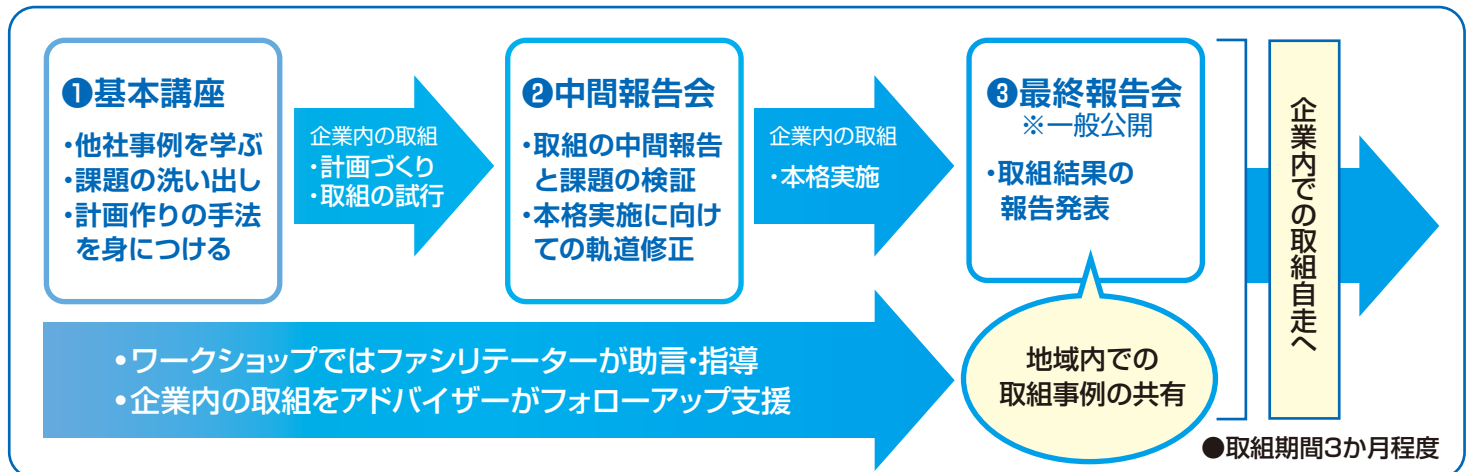 ❶基本講座
・他社事例を学ぶ
・課題の洗い出し
・計画作りの手法
を身につける
企業内の取組
・計画づくり
・取組の試行
❷中間報告会
・取組の中間報告
と課題の検証
・本格実施に向け
ての軌道修正
企業内の取組
・本格実施
❸最終報告会
※一般公開
・取組結果の
報告発表
企業内での取組自走へ
•ワークショップではファシリテーターが助言・指導
•企業内の取組をアドバイザーがフォローアップ支援
地域内での
取組事例の共有
●取組期間3か月程度